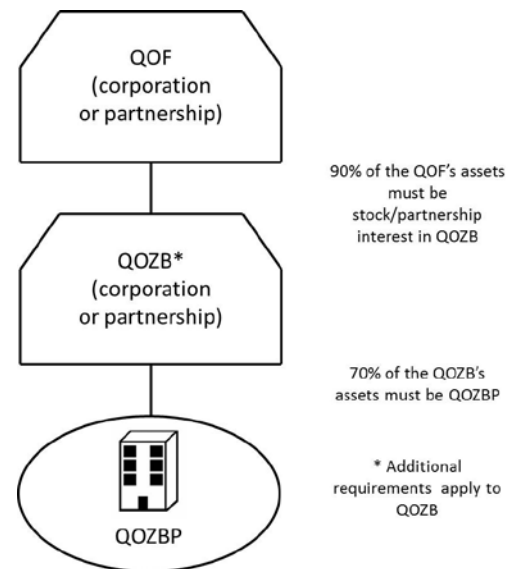 QOF
(corporation
or partnership)
90% of the QOF's assets
must be
stock/partnership
interest in QOZB
QOZB*
(corporation
or partnership)
70% of the QOZB's
assets must be QOZBP
* Additional
requirements apply to
QOZB
QOZBP